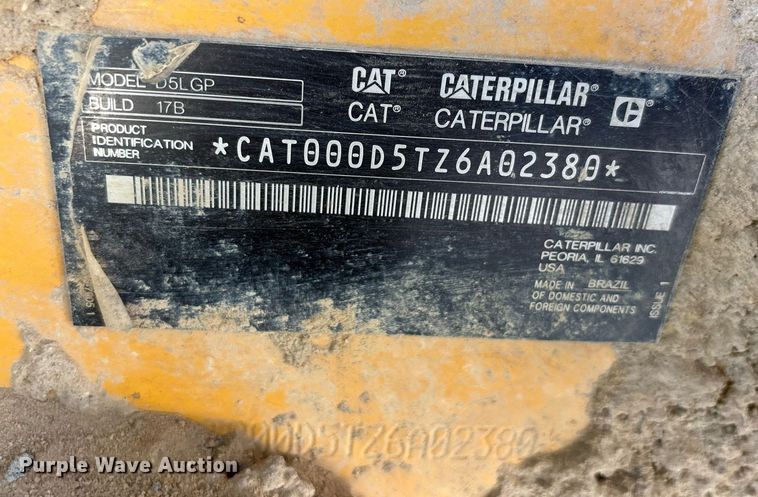 MODEL D5LGP
BUILD 17B
CAT® CATERPILLAR®
CAT® CATERPILLAR®
PRODUCT
IDENTIFICATION
NUMBER
*CAT000D5TZ6A02380*
CATERPILLAR INC.
PEORIA, IL 61629
USA
MADE IN BRAZIL
OF DOMESTIC AND
FOREIGN COMPONENTS
ISSUE 1
00D5TZ6A02380
Purple Wave Auction